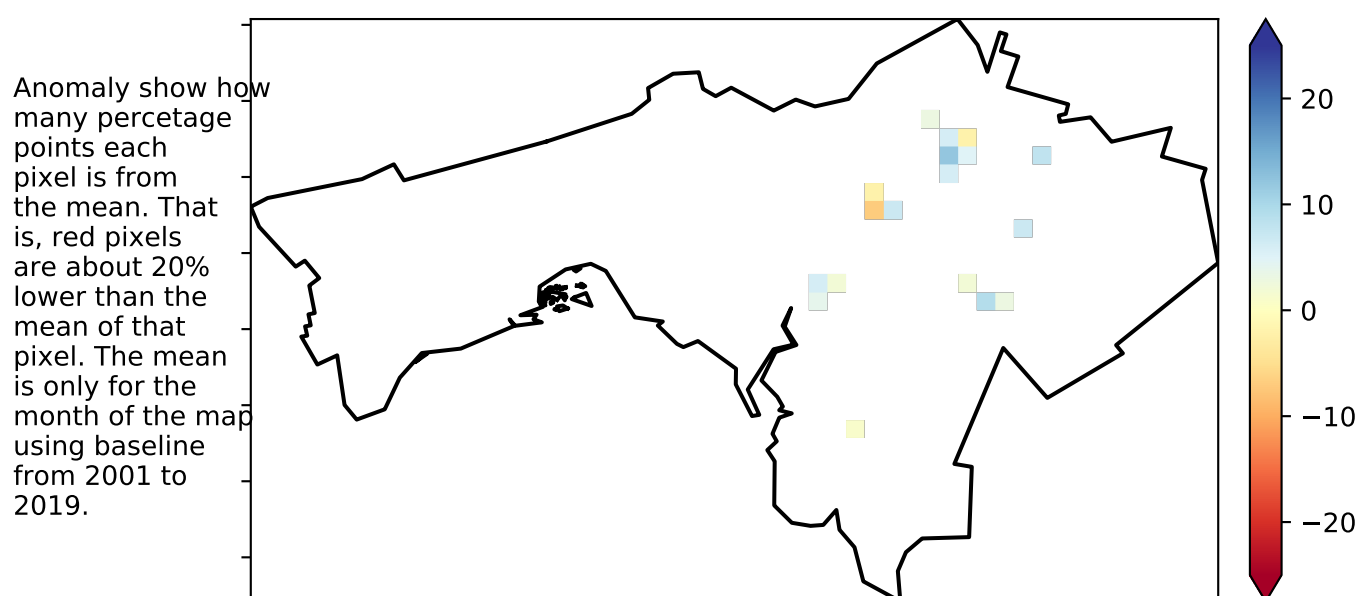 Anomaly show how
many percetage
points each
pixel is from
the mean. That
is, red pixels
are about 20%
lower than the
mean of that
pixel. The mean
is only for the
month of the map
using baseline
from 2001 to
2019.
20
10
0
−10
−20